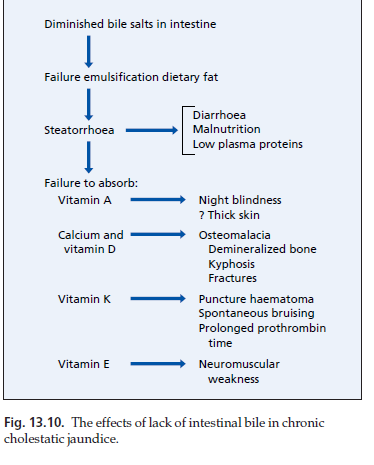 Diminished bile salts in intestine
Failure emulsification dietary fat
Steatorrhoea
Diarrhoea
Malnutrition
Low plasma proteins
Failure to absorb:
Vitamin A
Night blindness
? Thick skin
Calcium and
vitamin D
Osteomalacia
Demineralized bone
Kyphosis
Fractures
Vitamin K
Puncture haematoma
Spontaneous bruising
Prolonged prothrombin
time
Vitamin E
Neuromuscular
weakness
Fig. 13.10. The effects of lack of intestinal bile in chronic
cholestatic jaundice.